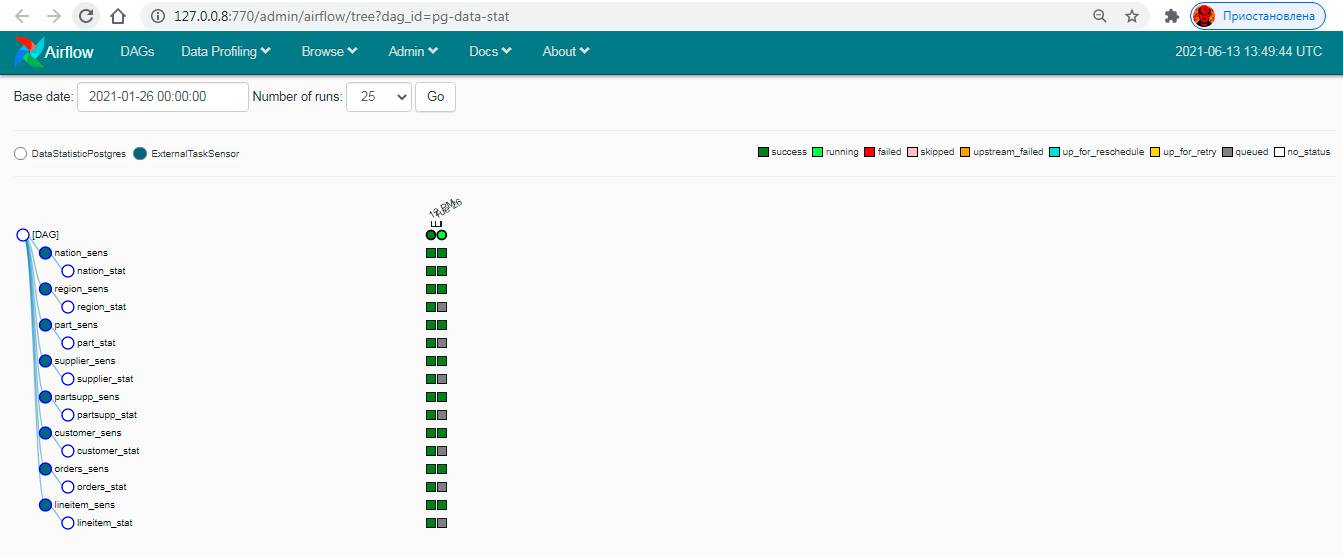 127.0.0.8:770/admin/airflow/tree?dag_id=pg-data-stat Приостановлена
Airflow DAGs Data Profiling Browse Admin Docs About 2021-06-13 13:49:44 UTC
Base date: 2021-01-26 00:00:00 Number of runs: 25 Go
DataStatisticPostgres ExternalTaskSensor success running failed skipped upstream_failed up_for_reschedule up_for_retry queued no_status
[DAG]
nation_sens
nation_stat
region_sens
region_stat
part_sens
part_stat
supplier_sens
supplier_stat
partsupp_sens
partsupp_stat
customer_sens
customer_stat
orders_sens
orders_stat
lineitem_sens
lineitem_stat